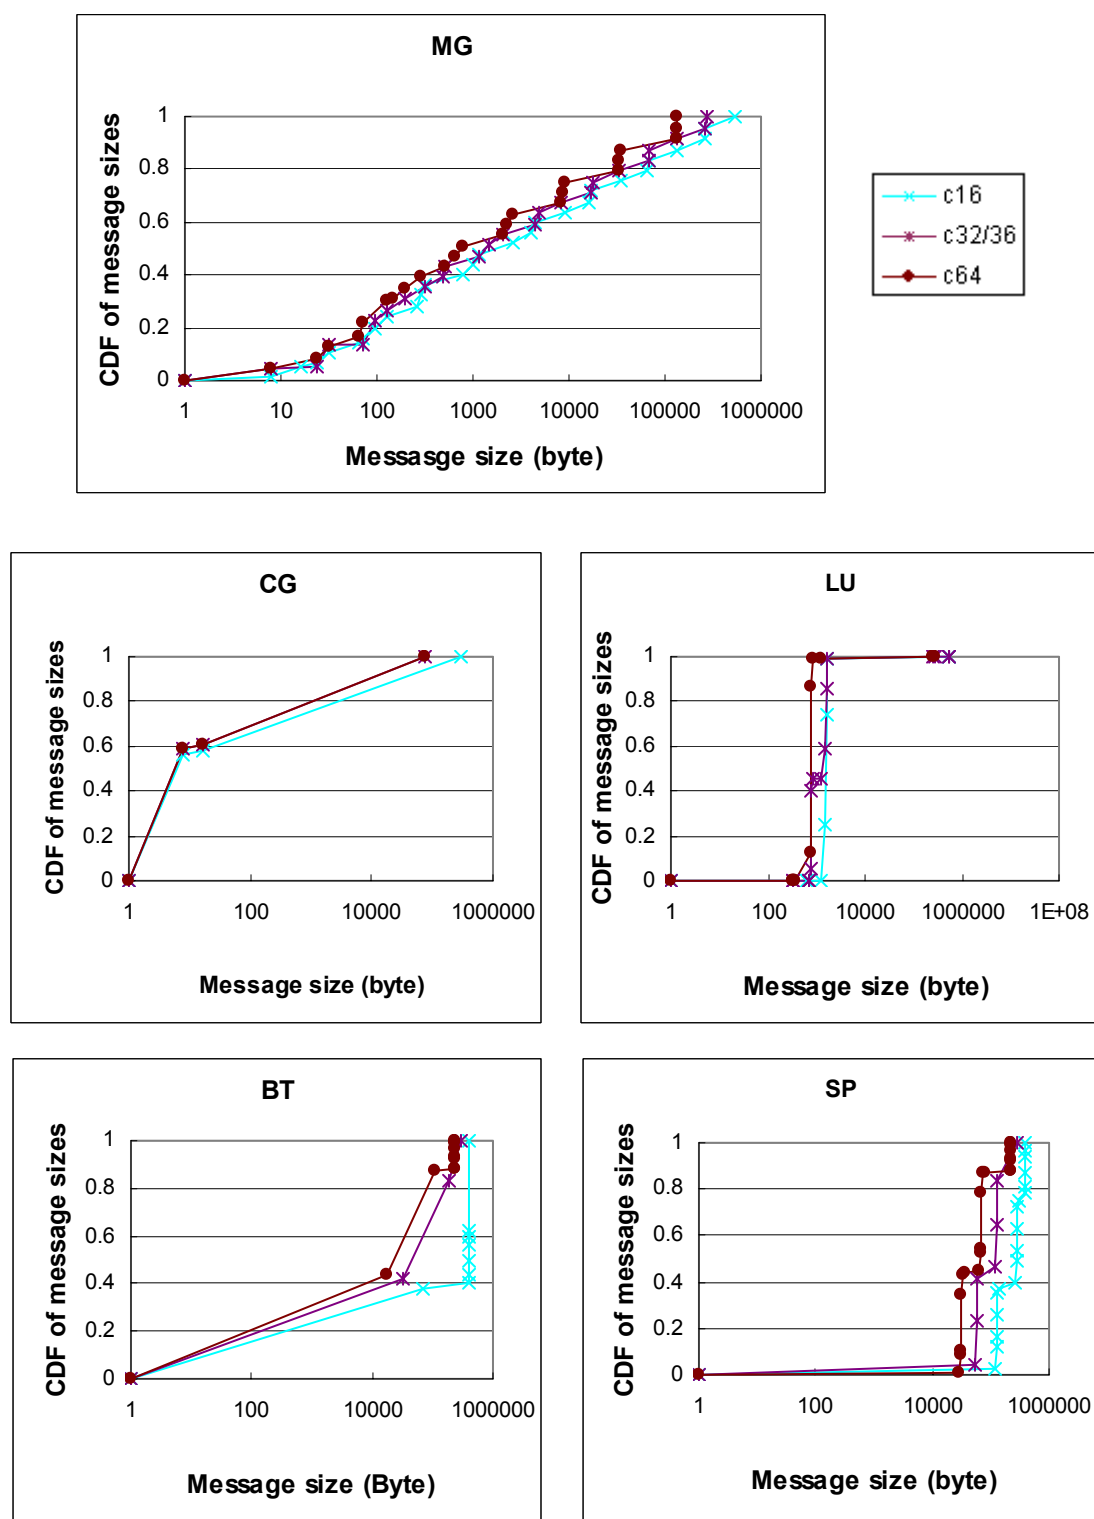 MG
CDF of message sizes
1
0.8
0.6
0.4
0.2
0
1 10 100 1000 10000 100000 1000000
Messasge size (byte)
c16
c32/36
c64
CG
CDF of message sizes
1
0.8
0.6
0.4
0.2
0
1 100 10000 1000000
Message size (byte)
LU
CDF of message sizes
1
0.8
0.6
0.4
0.2
0
1 100 10000 1000000 1E+08
Message size (byte)
BT
CDF of message sizes
1
0.8
0.6
0.4
0.2
0
1 100 10000 1000000
Message size (Byte)
SP
CDF of message sizes
1
0.8
0.6
0.4
0.2
0
1 100 10000 1000000
Message size (byte)